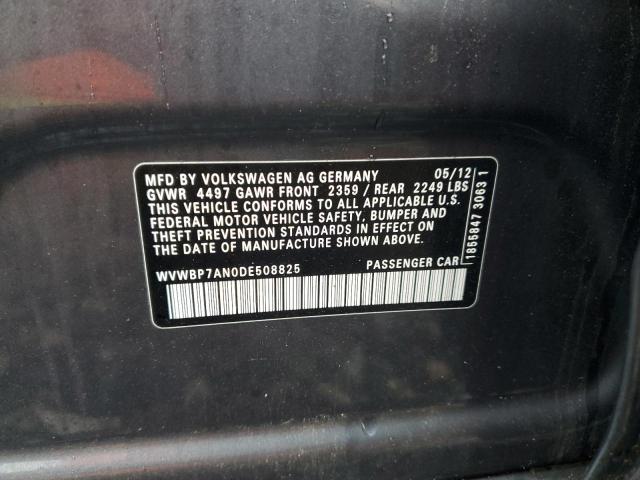 MFD BY VOLKSWAGEN AG GERMANY 05/12
GVWR 4497 GAWR FRONT 2359 / REAR 2249 LBS
THIS VEHICLE CONFORMS TO ALL APPLICABLE U.S.
FEDERAL MOTOR VEHICLE SAFETY, BUMPER AND
THEFT PREVENTION STANDARDS IN EFFECT ON
THE DATE OF MANUFACTURE SHOWN ABOVE.
WVWBP7AN0DE508825 PASSENGER CAR
1855847 3063 1